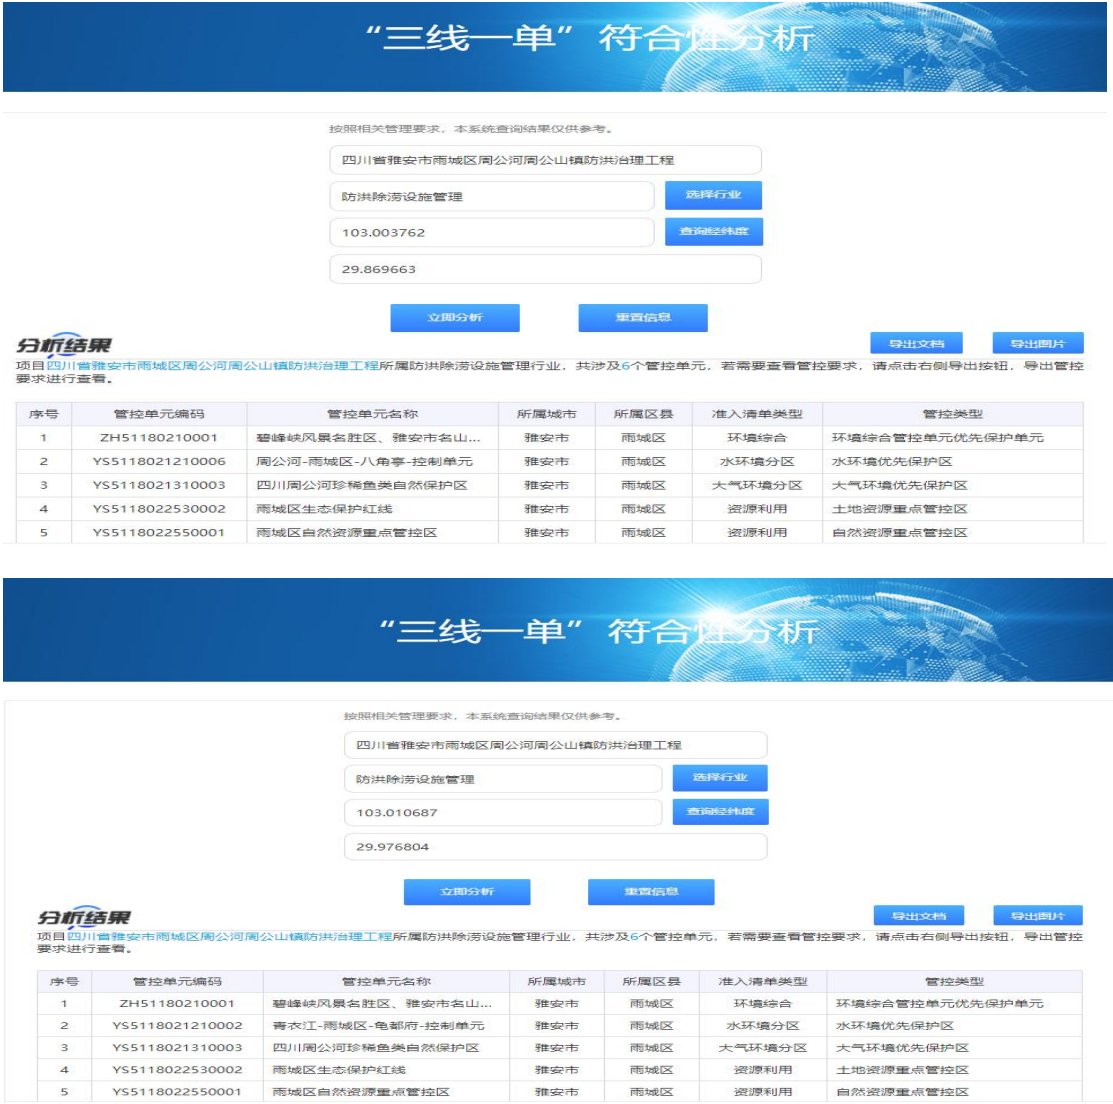 “三线一单”符合性分析
按照相关管理要求，本系统查询结果仅供参考。
四川省雅安市雨城区周公河周公山镇防洪治理工程
防洪除涝设施管理 选择行业
103.003762 查询经纬度
29.869663
立即分析 重置信息
分析结果 导出文档 导出图片
项目四川省雅安市雨城区周公河周公山镇防洪治理工程所属防洪除涝设施管理行业，共涉及6个管控单元，若需要查看管控要求，请点击右侧导出按钮，导出管控
要求进行查看。
序号 管控单元编码 管控单元名称 所属城市 所属区县 准入清单类型 管控类型
1 ZH51180210001 碧峰峡风景名胜区、雅安市名山... 雅安市 雨城区 环境综合 环境综合管控单元优先保护单元
2 YS5118021210006 周公河-雨城区-八角亭-控制单元 雅安市 雨城区 水环境分区 水环境优先保护区
3 YS5118021310003 四川周公河珍稀鱼类自然保护区 雅安市 雨城区 大气环境分区 大气环境优先保护区
4 YS5118022530002 雨城区生态保护红线 雅安市 雨城区 资源利用 土地资源重点管控区
5 YS5118022550001 雨城区自然资源重点管控区 雅安市 雨城区 资源利用 自然资源重点管控区
“三线一单”符合性分析
按照相关管理要求，本系统查询结果仅供参考。
四川省雅安市雨城区周公河周公山镇防洪治理工程
防洪除涝设施管理 选择行业
103.010687 查询经纬度
29.976804
立即分析 重置信息
分析结果 导出文档 导出图片
项目四川省雅安市雨城区周公河周公山镇防洪治理工程所属防洪除涝设施管理行业，共涉及6个管控单元，若需要查看管控要求，请点击右侧导出按钮，导出管控
要求进行查看。
序号 管控单元编码 管控单元名称 所属城市 所属区县 准入清单类型 管控类型
1 ZH51180210001 碧峰峡风景名胜区、雅安市名山... 雅安市 雨城区 环境综合 环境综合管控单元优先保护单元
2 YS5118021210002 青衣江-雨城区-龟都府-控制单元 雅安市 雨城区 水环境分区 水环境优先保护区
3 YS5118021310003 四川周公河珍稀鱼类自然保护区 雅安市 雨城区 大气环境分区 大气环境优先保护区
4 YS5118022530002 雨城区生态保护红线 雅安市 雨城区 资源利用 土地资源重点管控区
5 YS5118022550001 雨城区自然资源重点管控区 雅安市 雨城区 资源利用 自然资源重点管控区